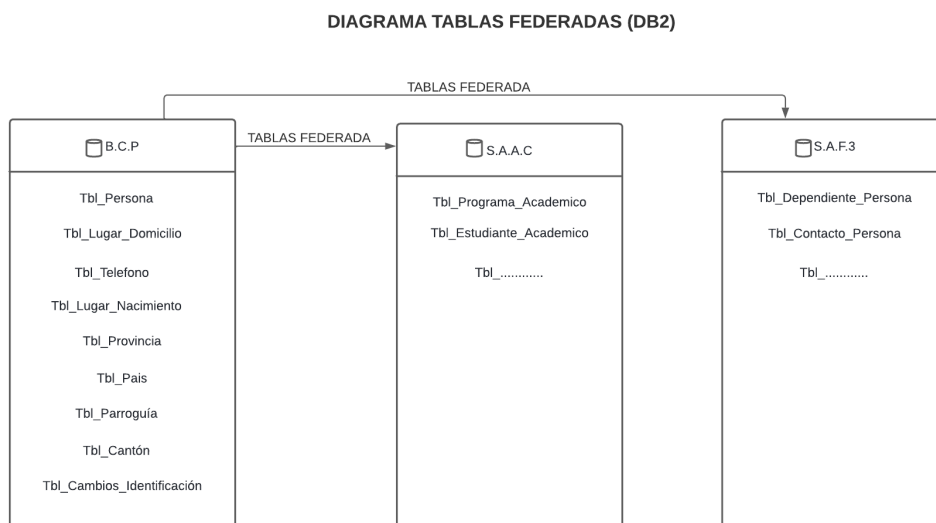 DIAGRAMA TABLAS FEDERADAS (DB2)
TABLAS FEDERADA
TABLAS FEDERADA
B.C.P
Tbl_Persona
Tbl_Lugar_Domicilio
Tbl_Telefono
Tbl_Lugar_Nacimiento
Tbl_Provincia
Tbl_Pais
Tbl_Parroguía
Tbl_Cantón
Tbl_Cambios_Identificación
S.A.A.C
Tbl_Programa_Academico
Tbl_Estudiante_Academico
Tbl_............
S.A.F.3
Tbl_Dependiente_Persona
Tbl_Contacto_Persona
Tbl_............